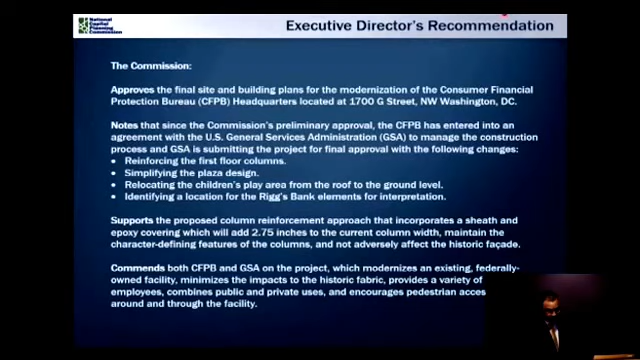 National
Capital
Planning
Commission
Executive Director's Recommendation
The Commission:
Approves the final site and building plans for the modernization of the Consumer Financial
Protection Bureau (CFPB) Headquarters located at 1700 G Street, NW Washington, DC.
Notes that since the Commission's preliminary approval, the CFPB has entered into an
agreement with the U.S. General Services Administration (GSA) to manage the construction
process and GSA is submitting the project for final approval with the following changes:
• Reinforcing the first floor columns.
• Simplifying the plaza design.
• Relocating the children's play area from the roof to the ground level.
• Identifying a location for the Rigg's Bank elements for interpretation.
Supports the proposed column reinforcement approach that incorporates a sheath and
epoxy covering which will add 2.75 inches to the current column width, maintain the
character-defining features of the columns, and not adversely affect the historic façade.
Commends both CFPB and GSA on the project, which modernizes an existing, federally-
owned facility, minimizes the impacts to the historic fabric, provides a variety of
employees, combines public and private uses, and encourages pedestrian acces
around and through the facility.